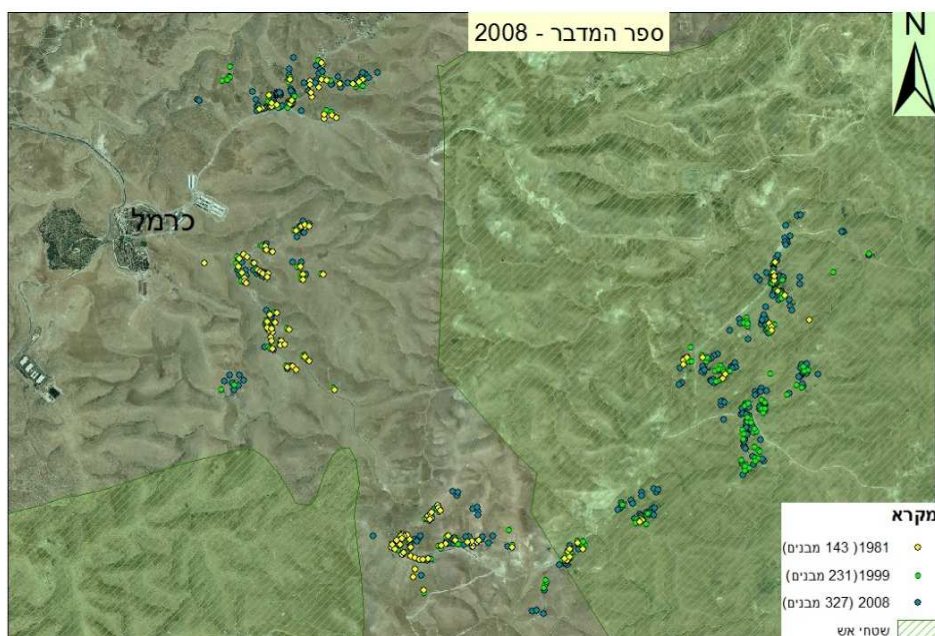 ספר המדבר - 2008
N
כרמל
מקרא
1981( 143 מבנים)
1999(231 מבנים)
2008 (327 מבנים)
שטחי אש